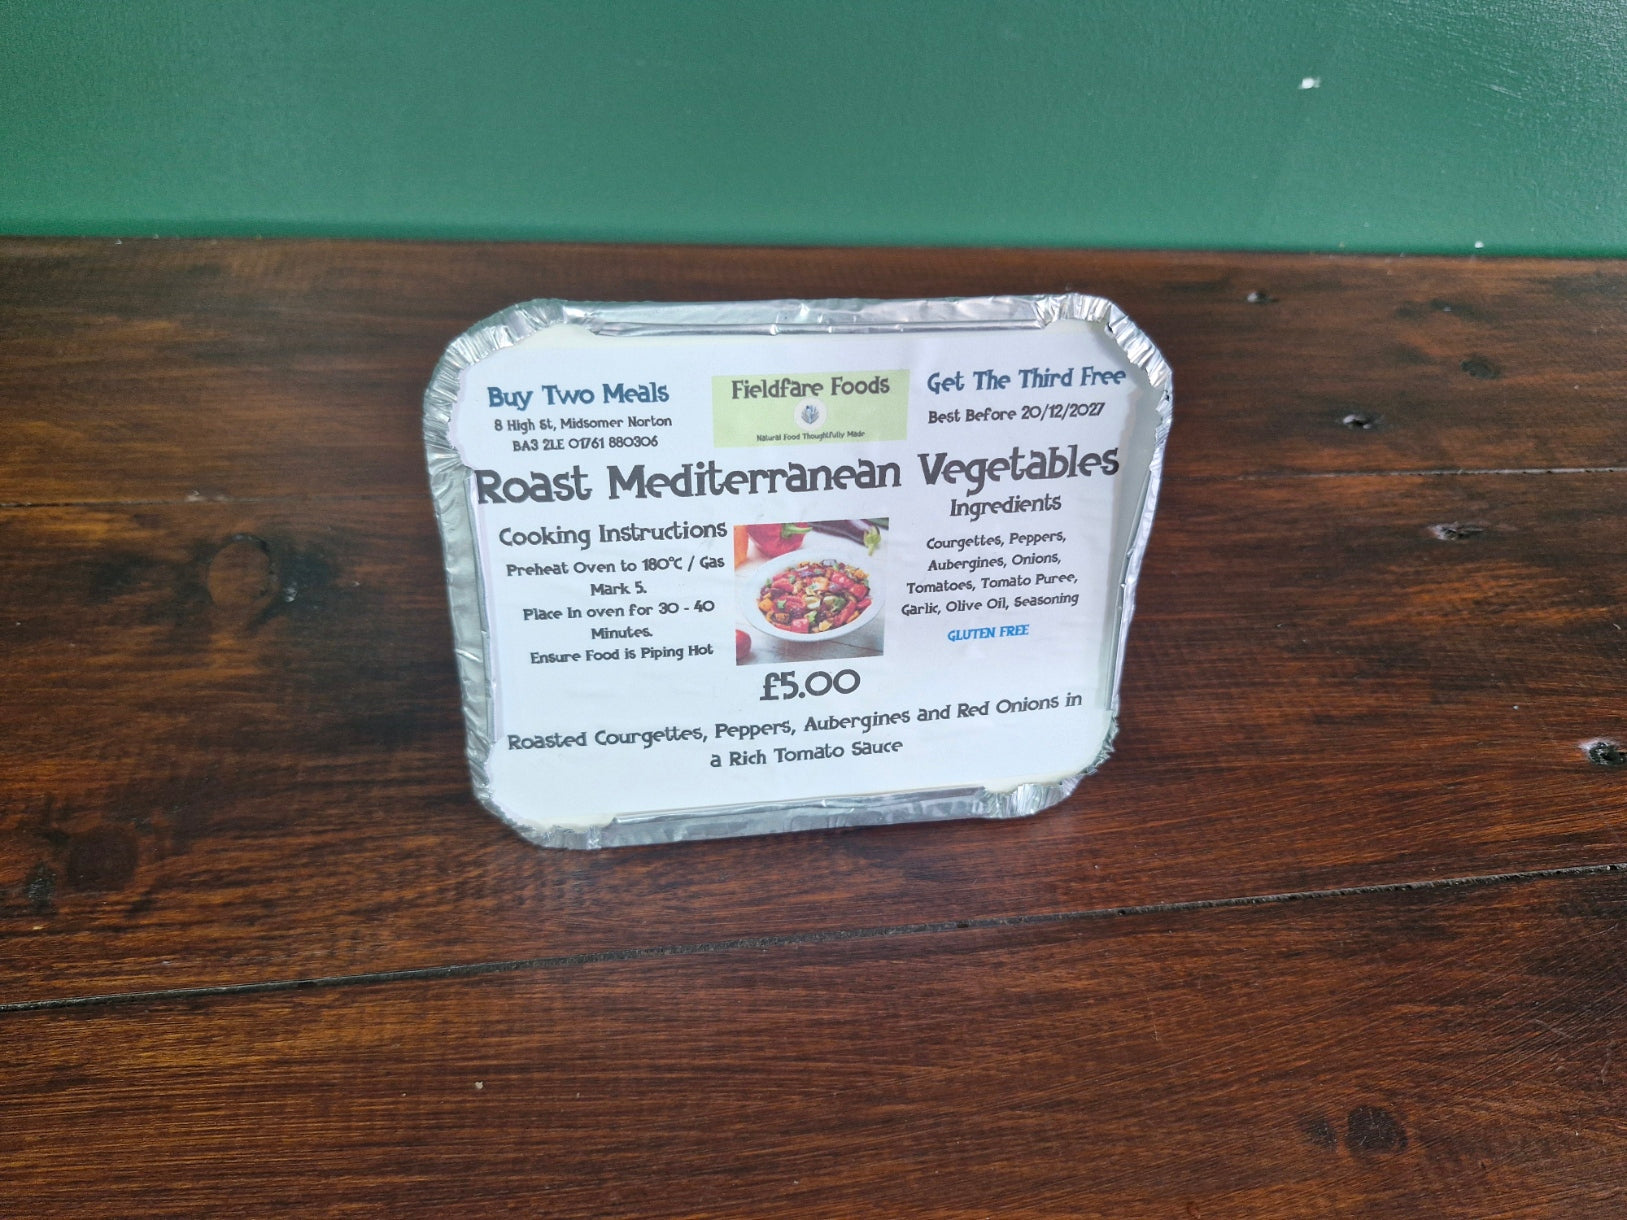 Buy Two Meals
8 High St, Midsomer Norton
BA3 2LE 01761 880306
Fieldfare Foods
Natural Food Thoughtfully Made
Get The Third Free
Best Before 20/12/2027
Roast Mediterranean Vegetables
Cooking Instructions
Preheat Oven to 180°C / Gas
Mark 5.
Place In oven for 30 - 40
Minutes.
Ensure Food is Piping Hot
Ingredients
Courgettes, Peppers,
Aubergines, Onions,
Tomatoes, Tomato Puree,
Garlic, Olive Oil, Seasoning
GLUTEN FREE
£5.00
Roasted Courgettes, Peppers, Aubergines and Red Onions in
a Rich Tomato Sauce